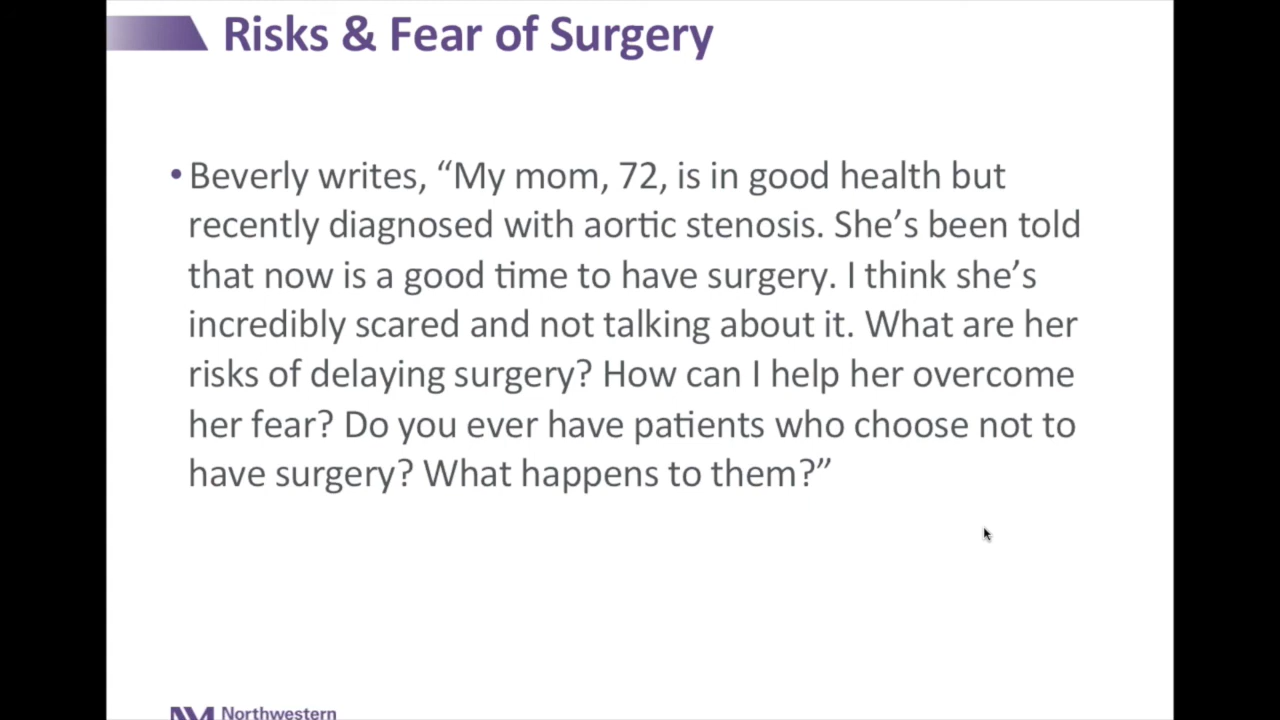 Risks & Fear of Surgery
• Beverly writes, “My mom, 72, is in good health but
recently diagnosed with aortic stenosis. She’s been told
that now is a good time to have surgery. I think she’s
incredibly scared and not talking about it. What are her
risks of delaying surgery? How can I help her overcome
her fear? Do you ever have patients who choose not to
have surgery? What happens to them?”
NM Northwestern